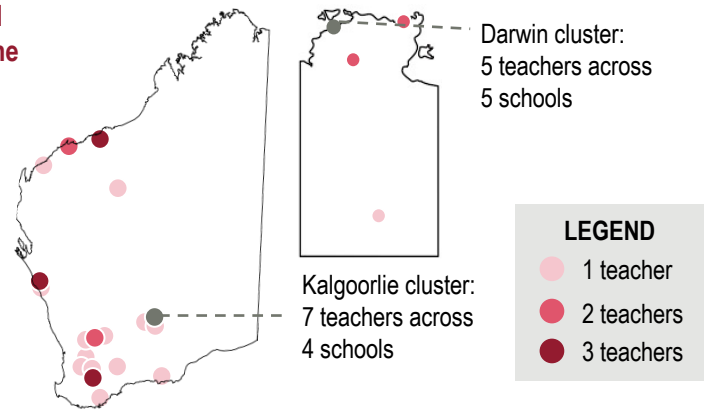 Darwin cluster:
5 teachers across
5 schools
Kalgoorlie cluster:
7 teachers across
4 schools
LEGEND
1 teacher
2 teachers
3 teachers